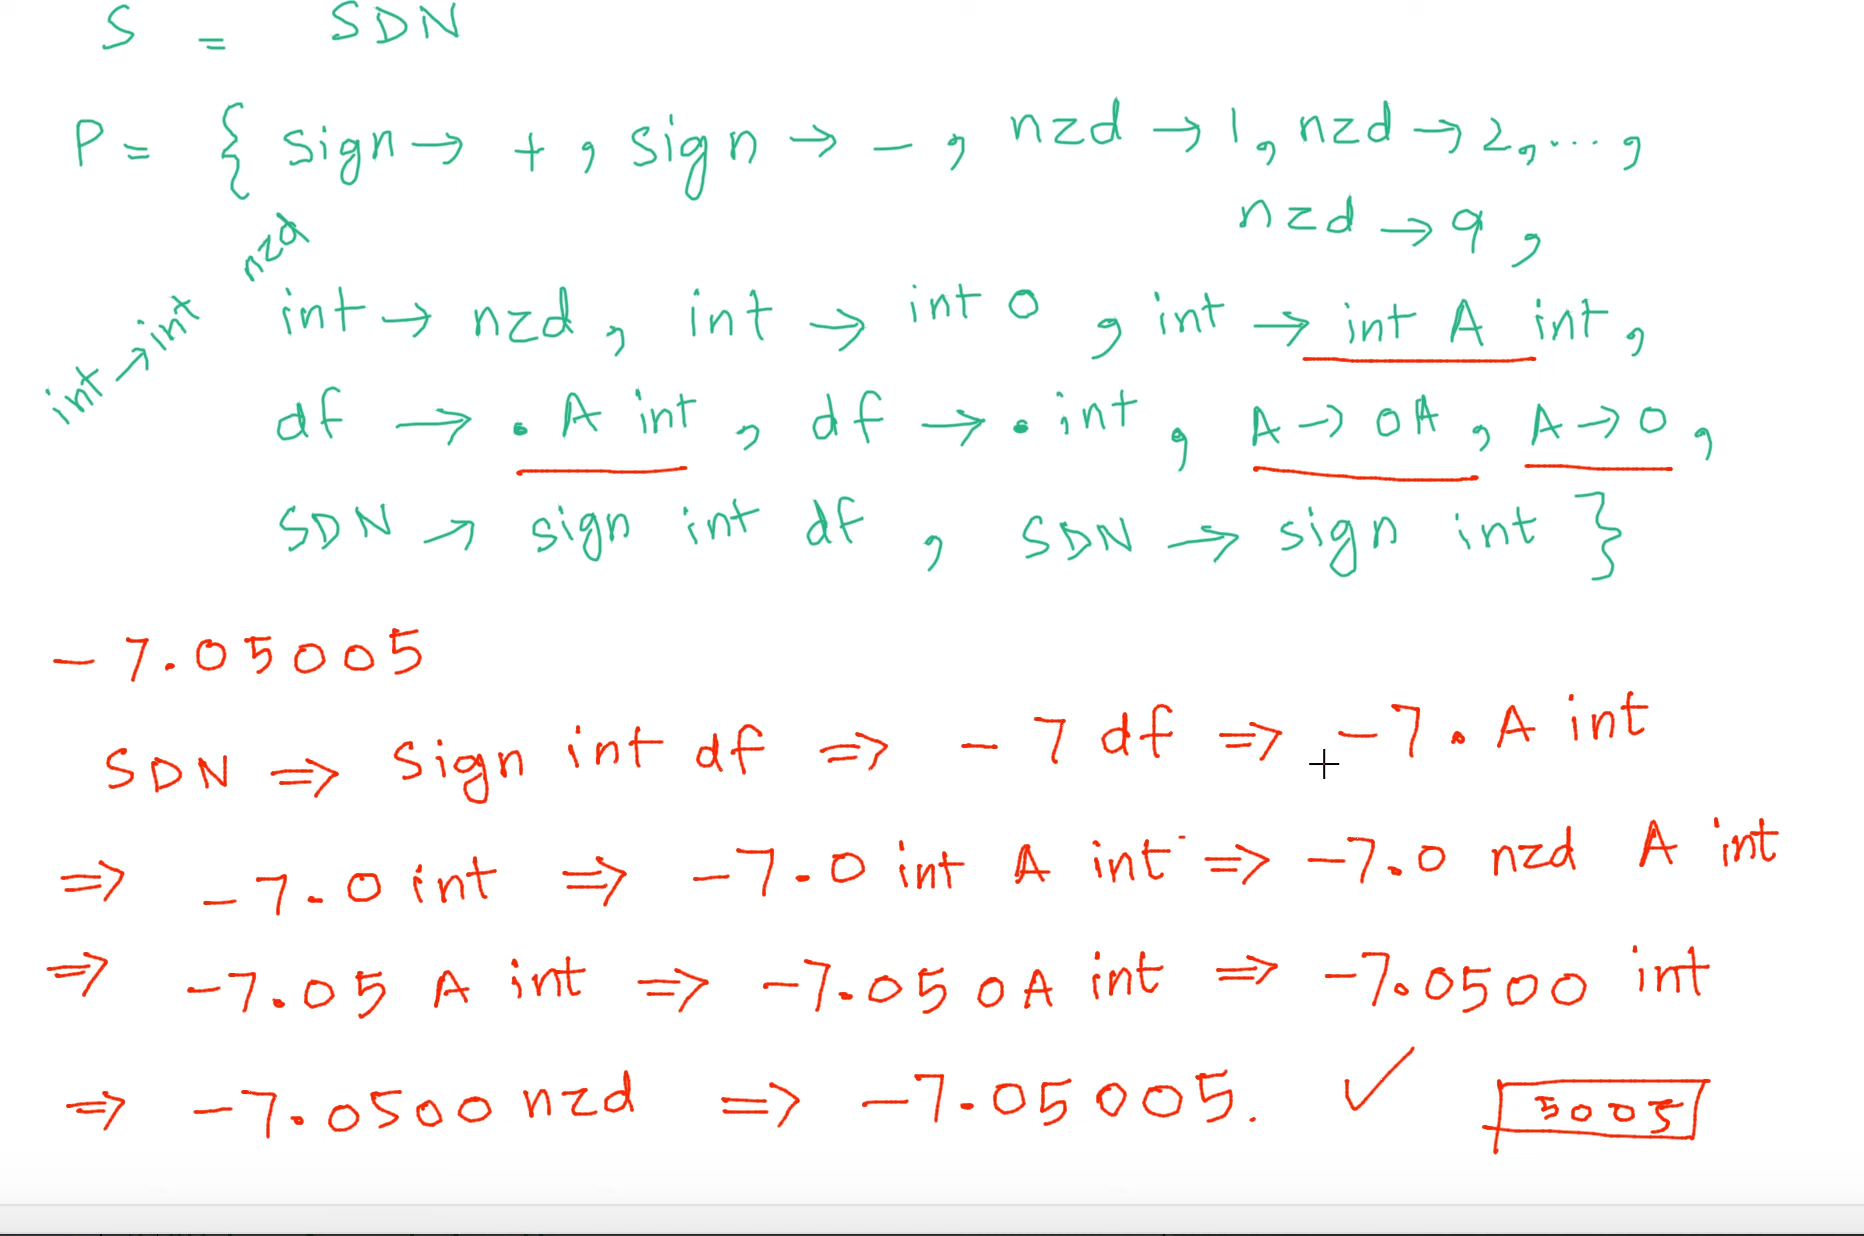 S = SDN
P = { sign → + , sign → - , nzd → 1, nzd → 2, ... ,
nzd → 9 ,
int → int nzd
int → nzd , int → int 0 , int → int A int ,
df → . A int , df → . int , A → 0A , A → 0 ,
SDN → sign int df , SDN → sign int }
- 7.05005
SDN ⇒ sign int df ⇒ - 7 df ⇒ -7. A int
⇒ -7.0 int ⇒ -7.0 int A int ⇒ -7.0 nzd A int
⇒ -7.05 A int ⇒ -7.050A int ⇒ -7.0500 int
⇒ -7.0500 nzd ⇒ -7.05005. ✓ 5005